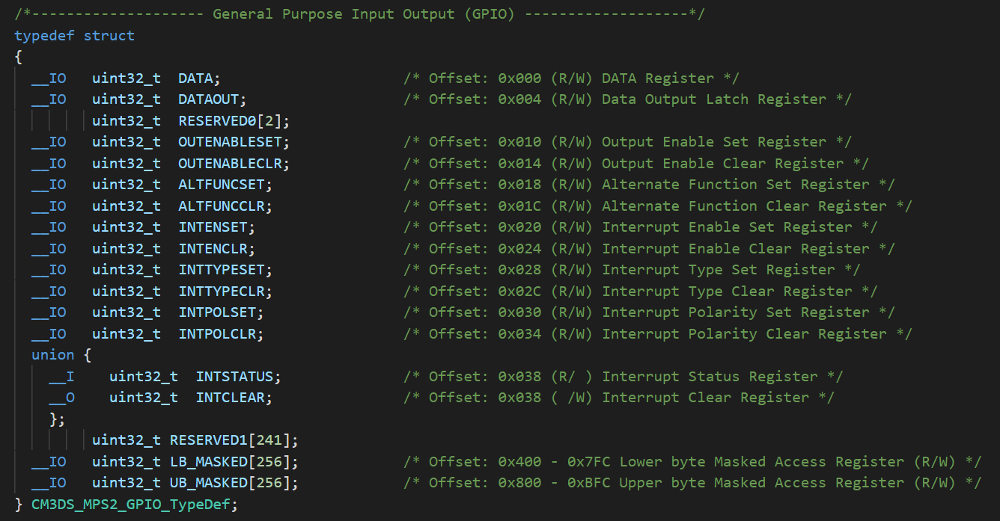 /*-------------------- General Purpose Input Output (GPIO) -------------------*/
typedef struct
{
  __IO   uint32_t  DATA;                     /* Offset: 0x000 (R/W) DATA Register */
  __IO   uint32_t  DATAOUT;                  /* Offset: 0x004 (R/W) Data Output Latch Register */
         uint32_t  RESERVED0[2];
  __IO   uint32_t  OUTENABLESET;             /* Offset: 0x010 (R/W) Output Enable Set Register */
  __IO   uint32_t  OUTENABLECLR;             /* Offset: 0x014 (R/W) Output Enable Clear Register */
  __IO   uint32_t  ALTFUNCSET;               /* Offset: 0x018 (R/W) Alternate Function Set Register */
  __IO   uint32_t  ALTFUNCCLR;               /* Offset: 0x01C (R/W) Alternate Function Clear Register */
  __IO   uint32_t  INTENSET;                 /* Offset: 0x020 (R/W) Interrupt Enable Set Register */
  __IO   uint32_t  INTENCLR;                 /* Offset: 0x024 (R/W) Interrupt Enable Clear Register */
  __IO   uint32_t  INTTYPESET;               /* Offset: 0x028 (R/W) Interrupt Type Set Register */
  __IO   uint32_t  INTTYPECLR;               /* Offset: 0x02C (R/W) Interrupt Type Clear Register */
  __IO   uint32_t  INTPOLSET;                /* Offset: 0x030 (R/W) Interrupt Polarity Set Register */
  __IO   uint32_t  INTPOLCLR;                /* Offset: 0x034 (R/W) Interrupt Polarity Clear Register */
  union {
    __I    uint32_t  INTSTATUS;              /* Offset: 0x038 (R/ ) Interrupt Status Register */
    __O    uint32_t  INTCLEAR;               /* Offset: 0x038 ( /W) Interrupt Clear Register */
    };
         uint32_t RESERVED1[241];
  __IO   uint32_t LB_MASKED[256];            /* Offset: 0x400 - 0x7FC Lower byte Masked Access Register (R/W) */
  __IO   uint32_t UB_MASKED[256];            /* Offset: 0x800 - 0xBFC Upper byte Masked Access Register (R/W) */
} CM3DS_MPS2_GPIO_TypeDef;